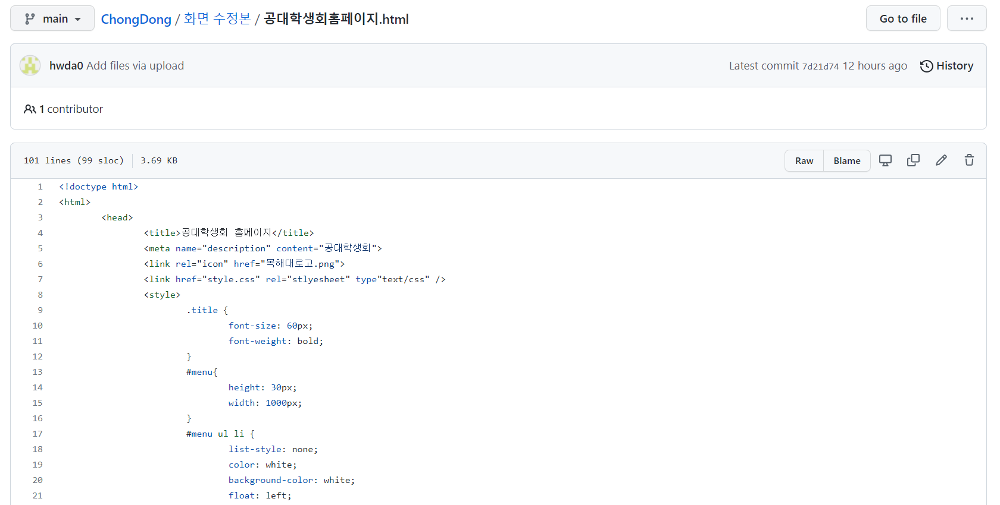 main
ChongDong / 화면 수정본 / 공대학생회홈페이지.html
Go to file
...
hwda0 Add files via upload
Latest commit 7d21d74 12 hours ago
History
1 contributor
101 lines (99 sloc)
3.69 KB
Raw
Blame
1 <!doctype html>
2 <html>
3 <head>
4 <title>공대학생회 홈페이지</title>
5 <meta name="description" content="공대학생회">
6 <link rel="icon" href="목해대로고.png">
7 <link href="style.css" rel="stlyesheet" type"text/css" />
8 <style>
9 .title {
10 font-size: 60px;
11 font-weight: bold;
12 }
13 #menu{
14 height: 30px;
15 width: 1000px;
16 }
17 #menu ul li {
18 list-style: none;
19 color: white;
20 background-color: white;
21 float: left;